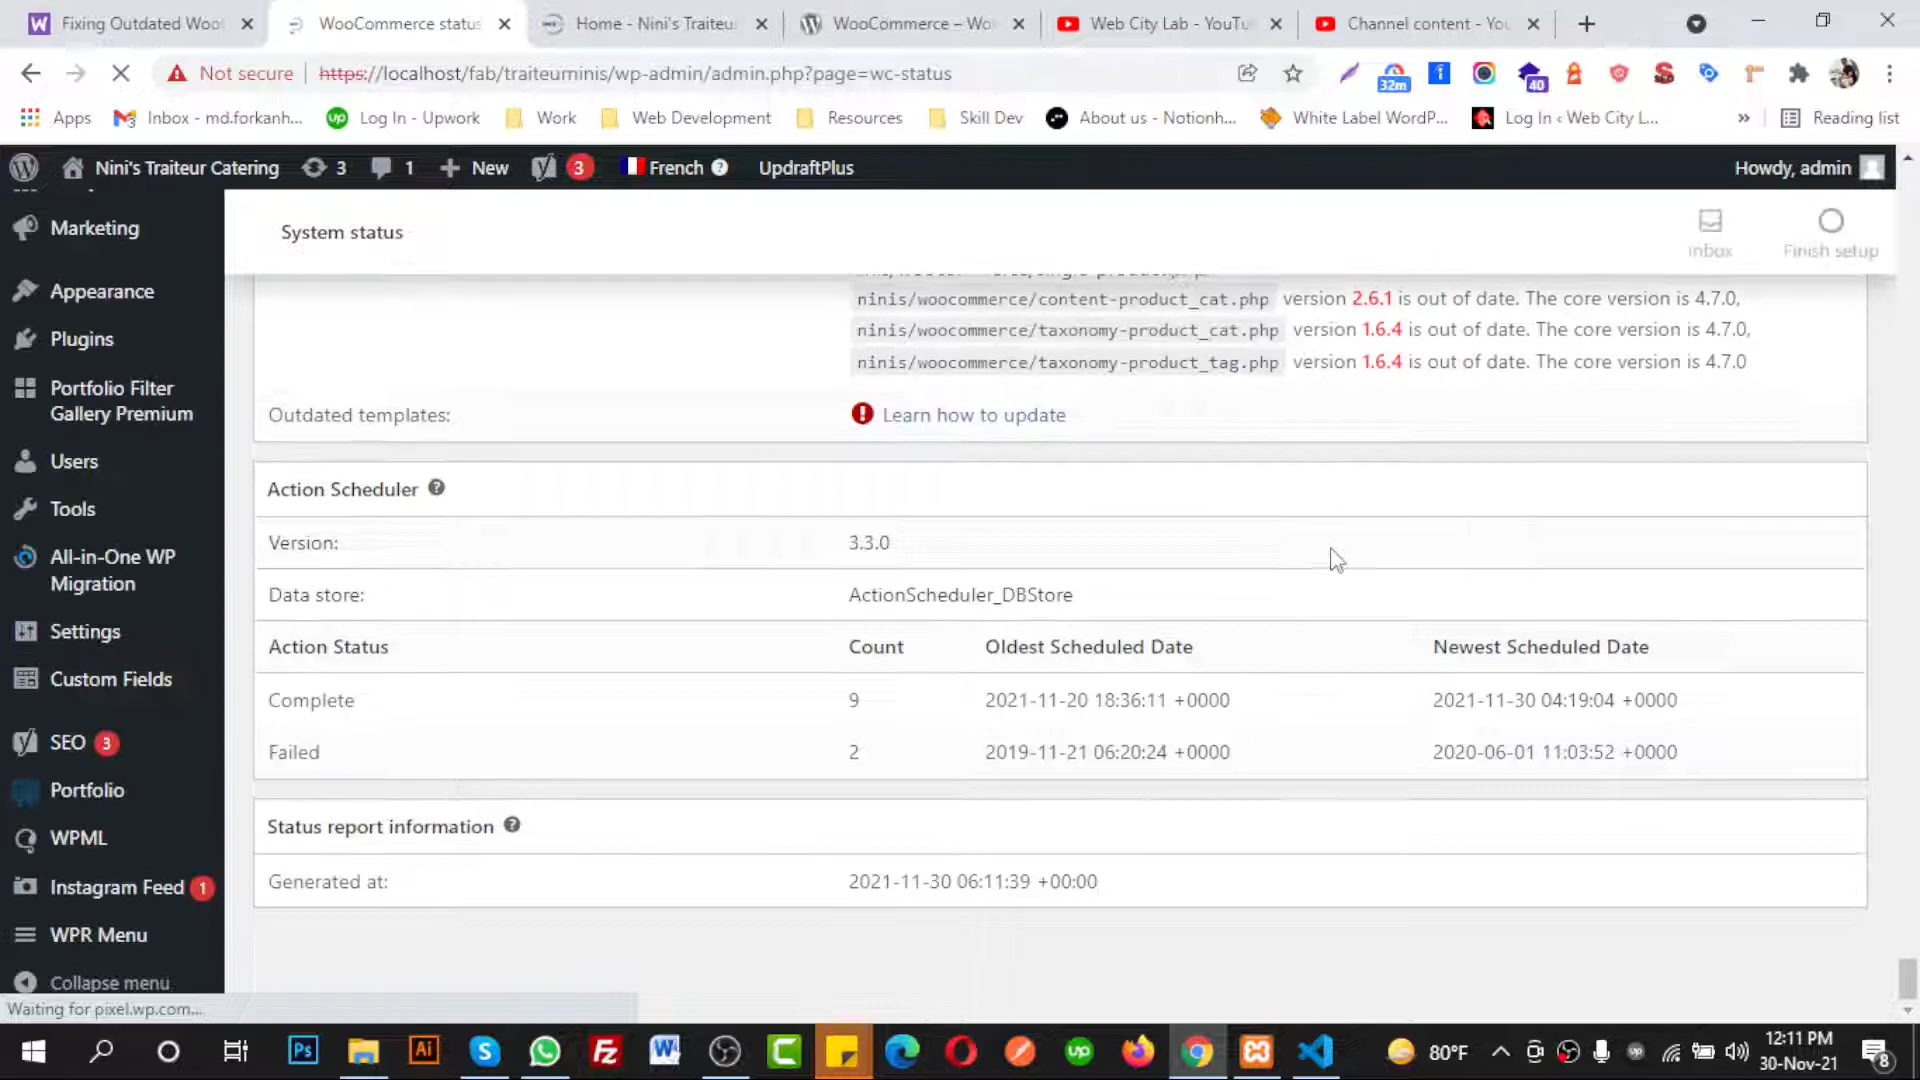 Fixing Outdated Woo
WooCommerce status
Home - Nini's Traiteu
WooCommerce – Wo
Web City Lab - YouTu
Channel content - You
Not secure
https://localhost/fab/traiteuminis/wp-admin/admin.php?page=wc-status
32m
40
Apps
Inbox - md.forkanh...
Log In - Upwork
Work
Web Development
Resources
Skill Dev
About us - Notionh...
White Label WordP...
Log In ‹ Web City L...
»
Reading list
Nini's Traiteur Catering
3
1
New
3
French
UpdraftPlus
Howdy, admin
Marketing
Appearance
Plugins
Portfolio Filter
Gallery Premium
Users
Tools
All-in-One WP
Migration
Settings
Custom Fields
SEO 3
Portfolio
WPML
Instagram Feed 1
WPR Menu
Collapse menu
System status
Inbox
Finish setup
ninis/woocommerce/content-product_cat.php version 2.6.1 is out of date. The core version is 4.7.0,
ninis/woocommerce/taxonomy-product_cat.php version 1.6.4 is out of date. The core version is 4.7.0,
ninis/woocommerce/taxonomy-product_tag.php version 1.6.4 is out of date. The core version is 4.7.0
Outdated templates: Learn how to update
Action Scheduler
Version: 3.3.0
Data store: ActionScheduler_DBStore
Action Status Count Oldest Scheduled Date Newest Scheduled Date
Complete 9 2021-11-20 18:36:11 +0000 2021-11-30 04:19:04 +0000
Failed 2 2019-11-21 06:20:24 +0000 2020-06-01 11:03:52 +0000
Status report information
Generated at: 2021-11-30 06:11:39 +00:00
Waiting for pixel.wp.com...
80°F
12:11 PM
30-Nov-21
8